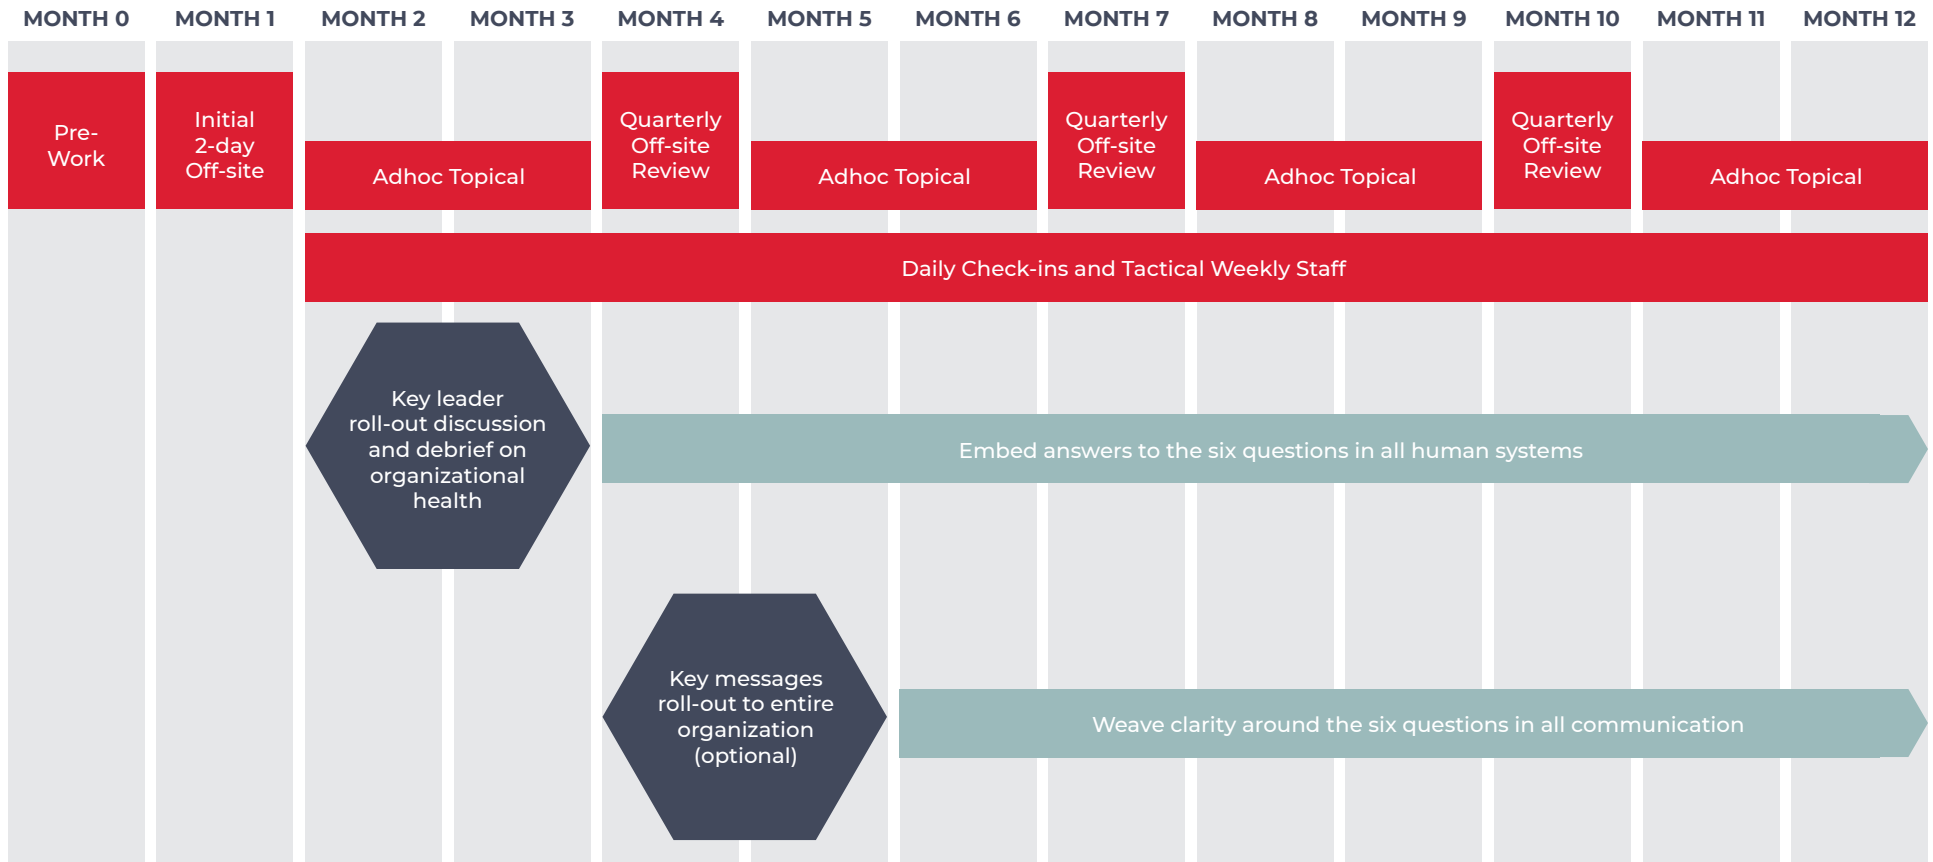 MONTH 0 MONTH 1 MONTH 2 MONTH 3 MONTH 4 MONTH 5 MONTH 6 MONTH 7 MONTH 8 MONTH 9 MONTH 10 MONTH 11 MONTH 12
Pre-
Work
Initial
2-day
Off-site
Adhoc Topical
Quarterly
Off-site
Review
Adhoc Topical
Quarterly
Off-site
Review
Adhoc Topical
Quarterly
Off-site
Review
Adhoc Topical
Daily Check-ins and Tactical Weekly Staff
Key leader
roll-out discussion
and debrief on
organizational
health
Embed answers to the six questions in all human systems
Key messages
roll-out to entire
organization
(optional)
Weave clarity around the six questions in all communication